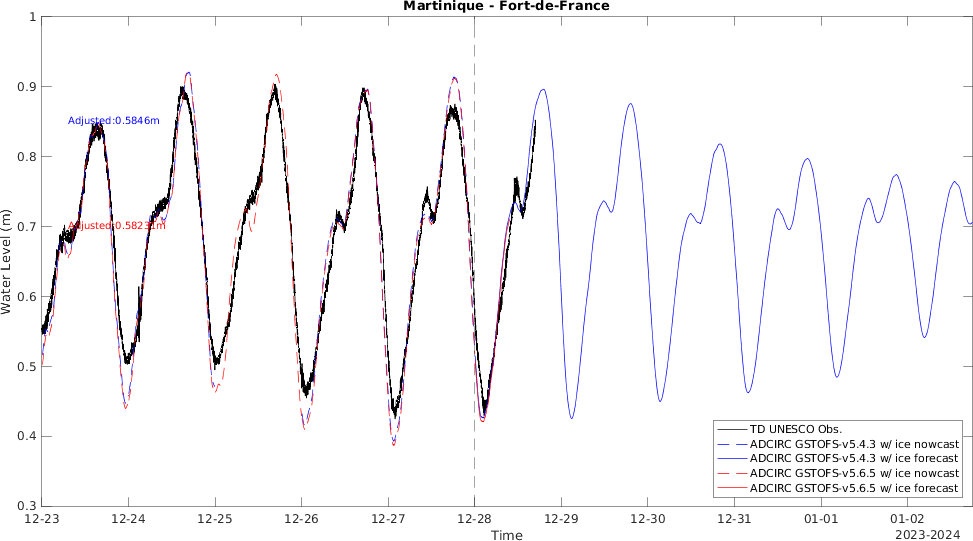 Martinique - Fort-de-France
1
0.9
0.8
0.7
0.6
0.5
0.4
0.3
Water Level (m)
Adjusted:0.5846m
Adjusted:0.58231m
TD UNESCO Obs.
ADCIRC GSTOFS-v5.4.3 w/ ice nowcast
ADCIRC GSTOFS-v5.4.3 w/ ice forecast
ADCIRC GSTOFS-v5.6.5 w/ ice nowcast
ADCIRC GSTOFS-v5.6.5 w/ ice forecast
12-23 12-24 12-25 12-26 12-27 12-28 12-29 12-30 12-31 01-01 01-02
Time
2023-2024